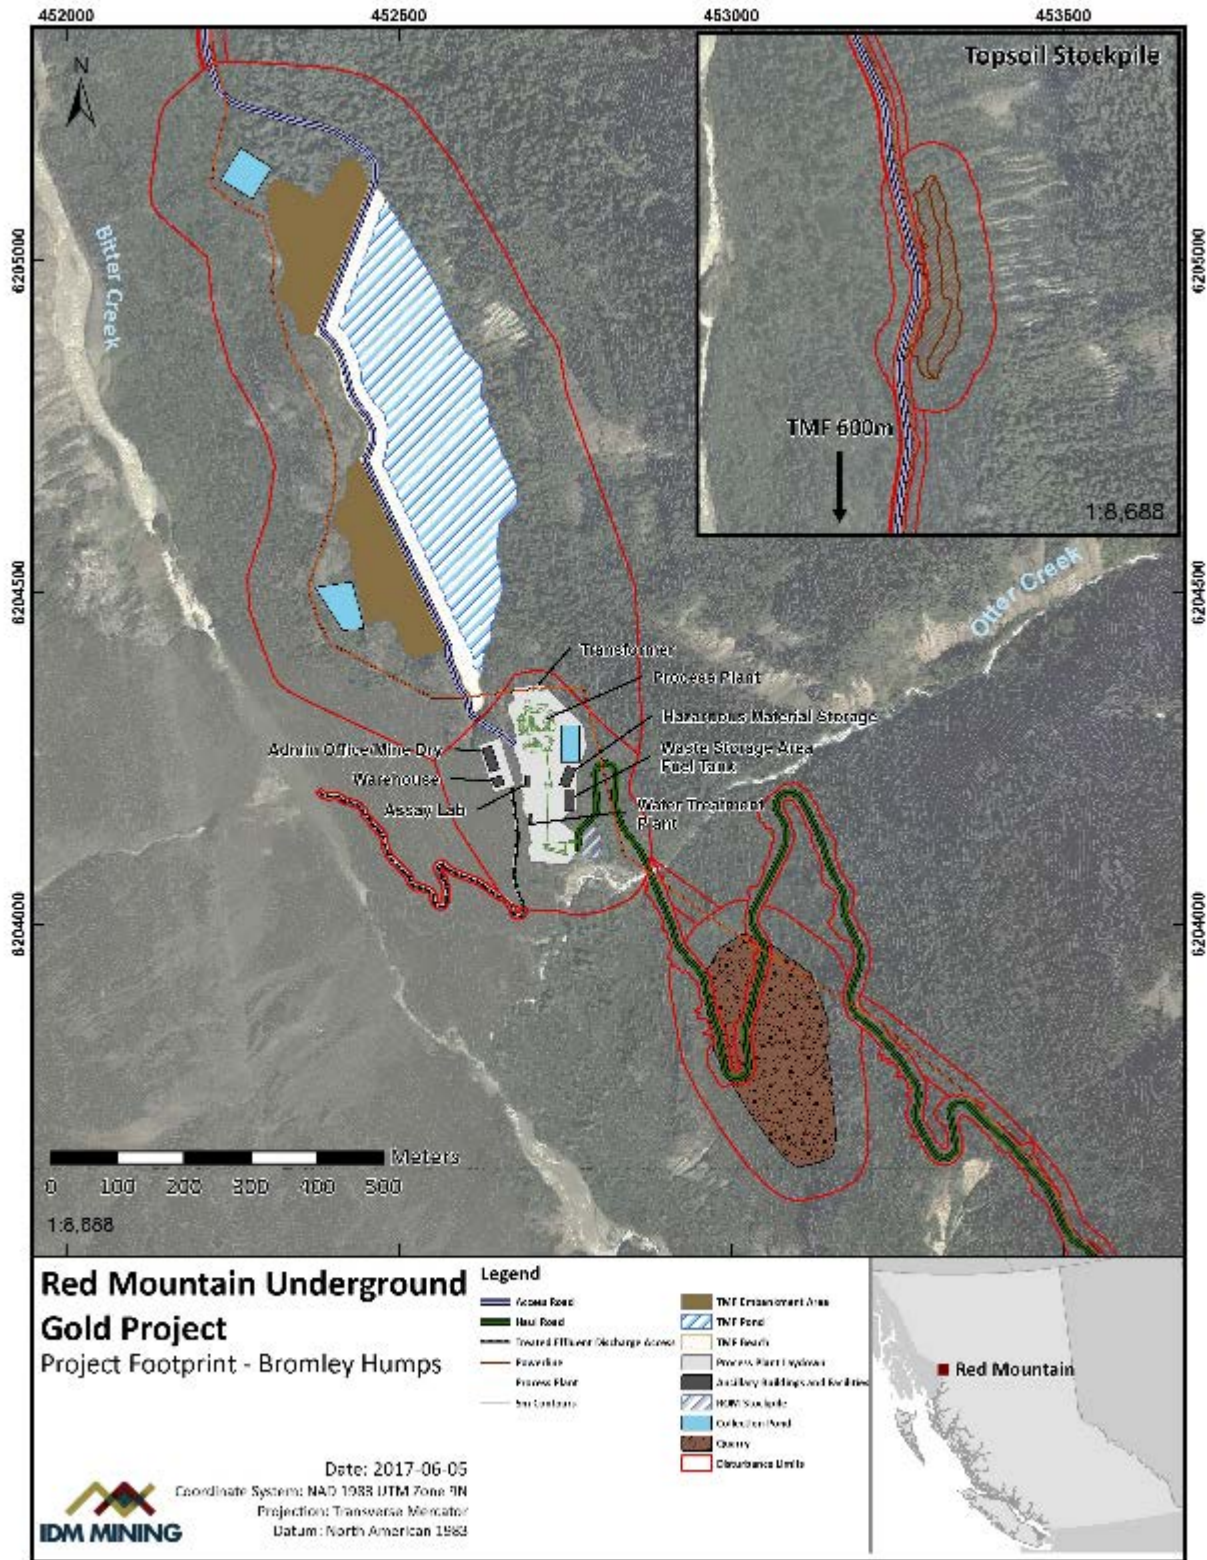 452000 452500 453000 453500
N
Topsoil Stockpile
Bitter Creek
6205000
6205000
TMF 600m
1:8,688
6204500
6204500
Otter Creek
Transformer
Process Plant
Hazardous Material Storage
Admin Office/Mine Dry
Waste Storage Area
Fuel Tank
Warehouse
Assay Lab
Water Treatment
Plant
6204000
6204000
Meters
0 100 200 300 400 500
1:8,688
Red Mountain Underground
Gold Project
Project Footprint - Bromley Humps
Legend
Access Road
Haul Road
Treated Effluent Discharge Access
Powerline
Process Plant
5m Contours
TMF Embankment Area
TMF Pond
TMF Beach
Process Plant Laydown
Ancillary Buildings and Facilities
ROM Stockpile
Collection Pond
Quarry
Disturbance Limits
Red Mountain
Date: 2017-06-05
Coordinate System: NAD 1983 UTM Zone 9N
Projection: Transverse Mercator
Datum: North American 1983
IDM MINING